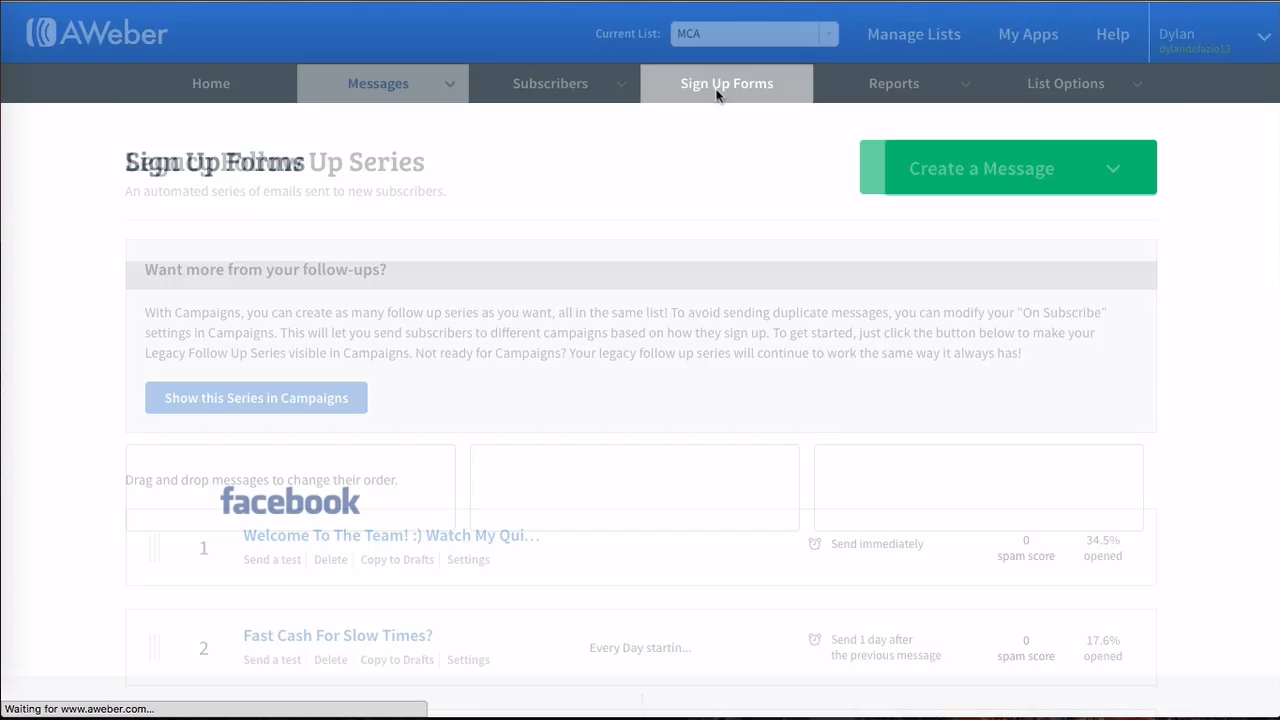 AWeber
Current List:
MCA
Manage Lists
My Apps
Help
Dylan
dylandefazio13
Home
Messages
Subscribers
Sign Up Forms
Reports
List Options
Sign Up Forms
Legacy Follow Up Series
An automated series of emails sent to new subscribers.
Create a Message
Want more from your follow-ups?
With Campaigns, you can create as many follow up series as you want, all in the same list! To avoid sending duplicate messages, you can modify your "On Subscribe"
settings in Campaigns. This will let you send subscribers to different campaigns based on how they sign up. To get started, just click the button below to make your
Legacy Follow Up Series visible in Campaigns. Not ready for Campaigns? Your legacy follow up series will continue to work the same way it always has!
Show this Series in Campaigns
Drag and drop messages to change their order.
facebook
1
Welcome To The Team! :) Watch My Qui...
Send a test
Delete
Copy to Drafts
Settings
Send immediately
0
spam score
34.5%
opened
2
Fast Cash For Slow Times?
Send a test
Delete
Copy to Drafts
Settings
Every Day startin...
Send 1 day after
the previous message
0
spam score
17.6%
opened
Waiting for www.aweber.com...